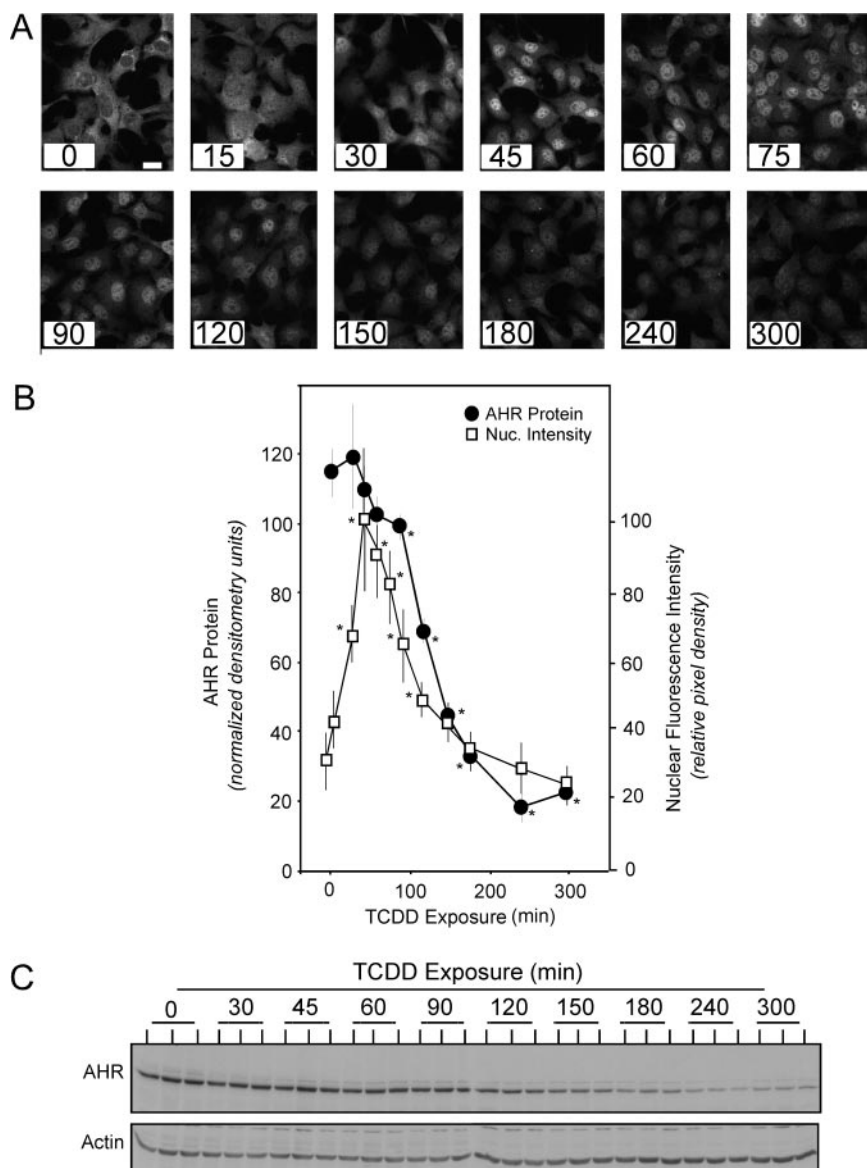 A
0 15 30 45 60 75
90 120 150 180 240 300
B
AHR Protein
Nuc. Intensity
AHR Protein
(normalized densitometry units)
120
100
80
60
40
20
0
* * * * * * * * * * * *
100
80
60
40
20
0
Nuclear Fluorescence Intensity
(relative pixel density)
0 100 200 300
TCDD Exposure (min)
C
TCDD Exposure (min)
0 30 45 60 90 120 150 180 240 300
AHR
Actin